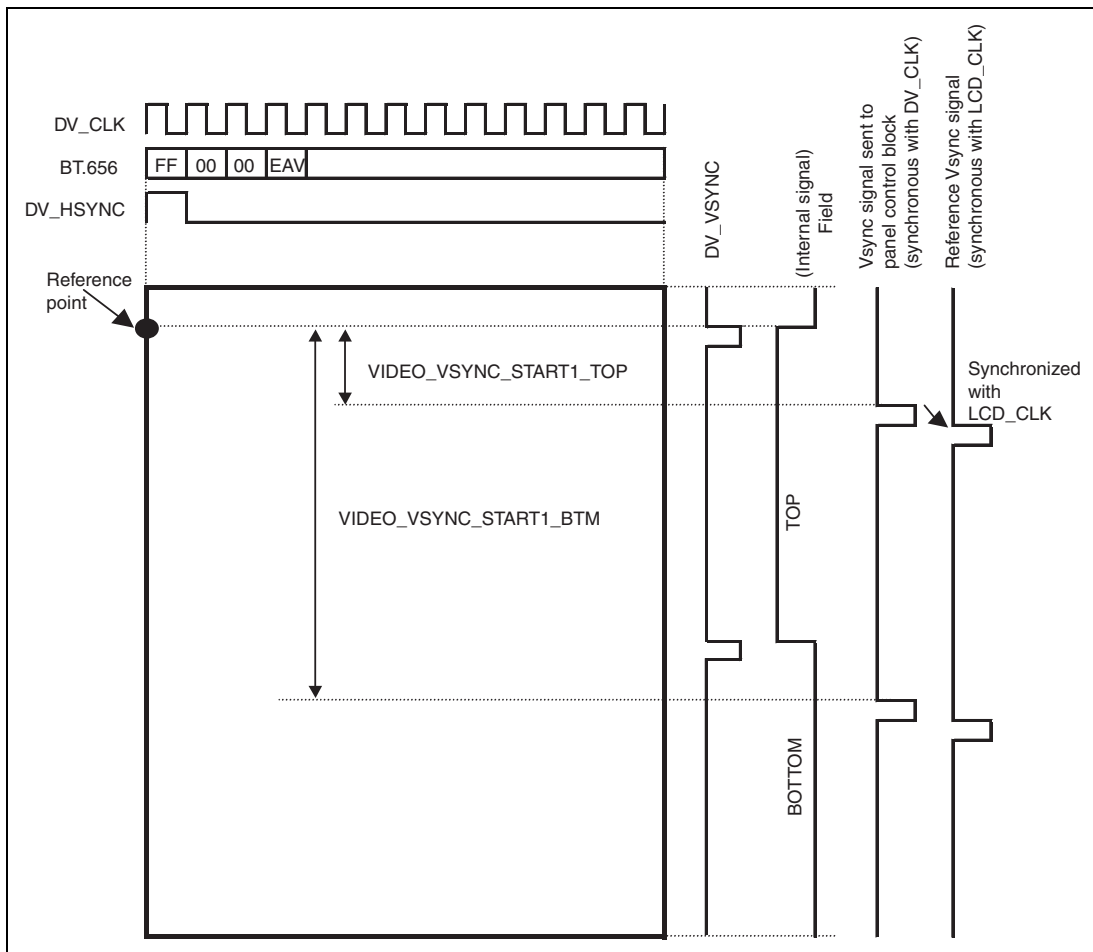 DV_CLK
BT.656
FF 00 00 EAV
DV_HSYNC
DV_VSYNC
(Internal signal)
Field
Vsync signal sent to
panel control block
(synchronous with DV_CLK)
Reference Vsync signal
(synchronous with LCD_CLK)
Reference
point
VIDEO_VSYNC_START1_TOP
Synchronized
with
LCD_CLK
VIDEO_VSYNC_START1_BTM
TOP
BOTTOM